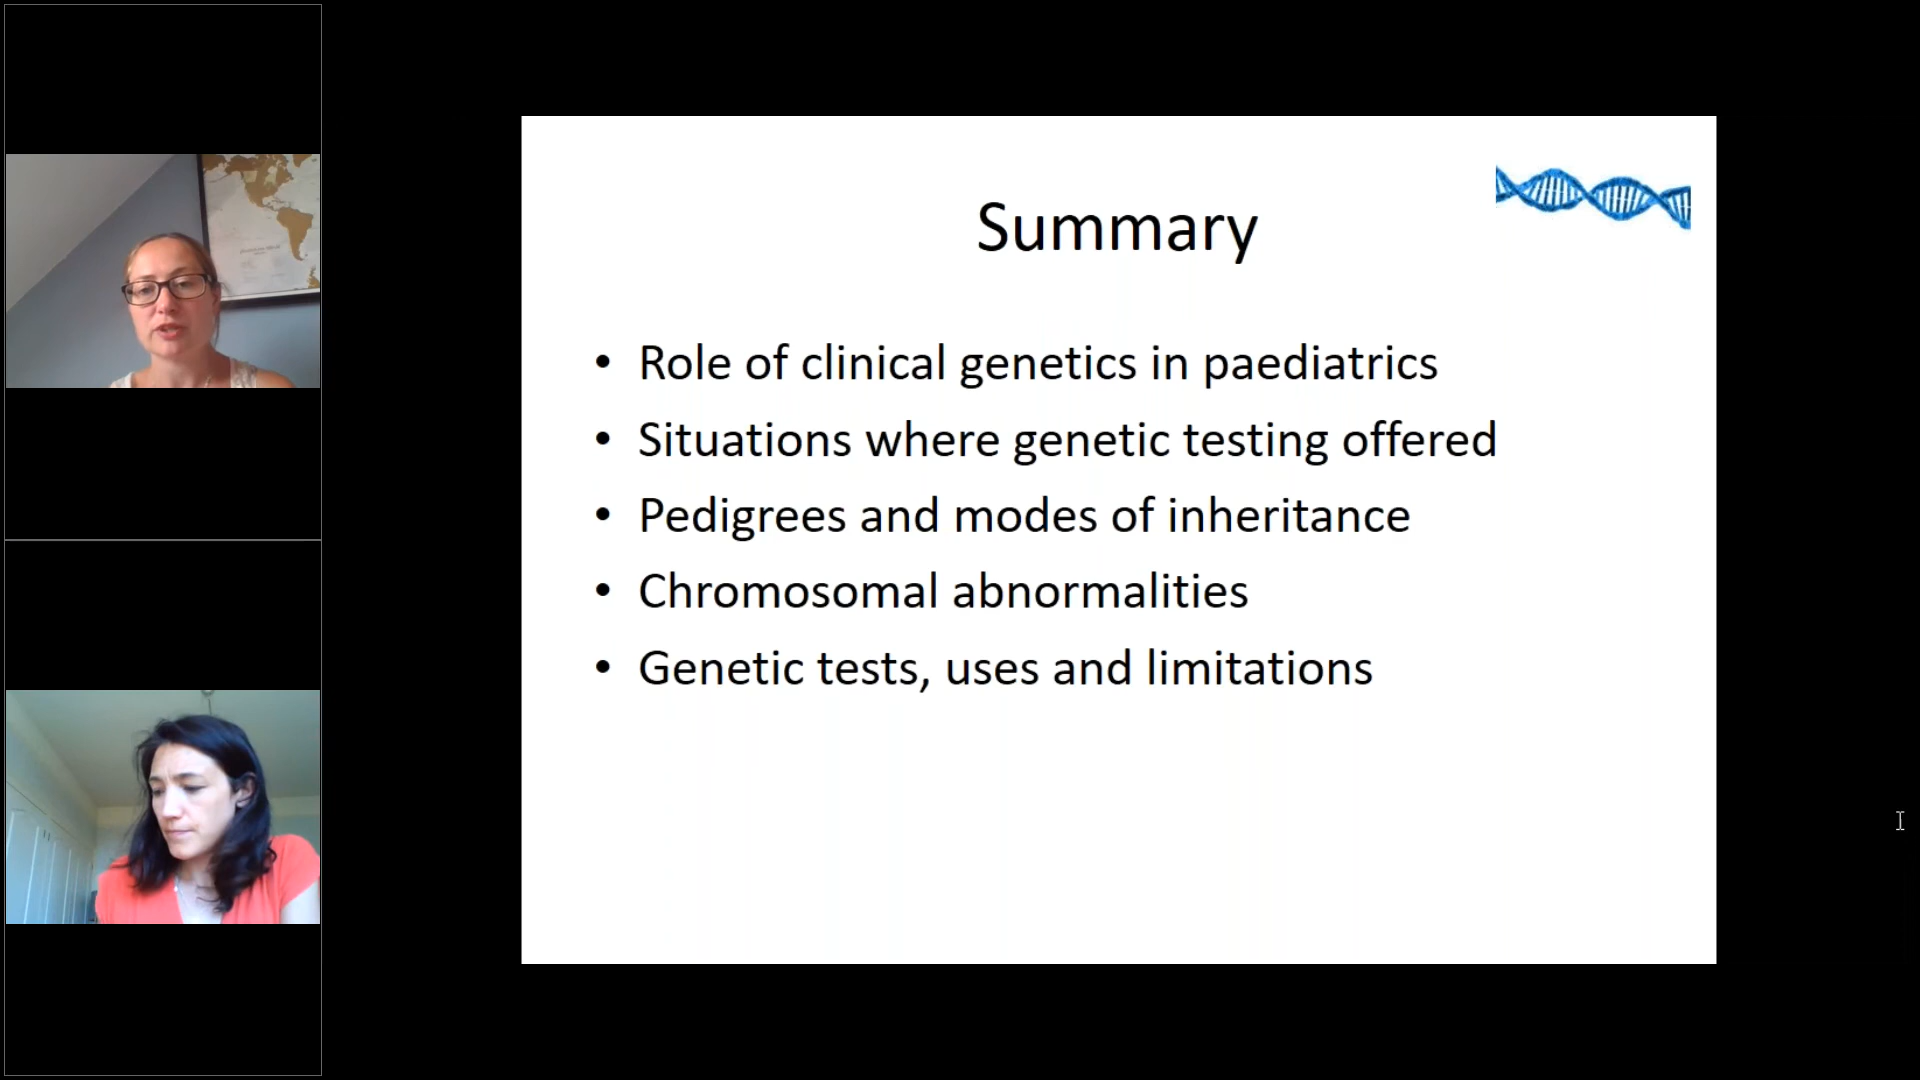 Summary
• Role of clinical genetics in paediatrics
• Situations where genetic testing offered
• Pedigrees and modes of inheritance
• Chromosomal abnormalities
• Genetic tests, uses and limitations